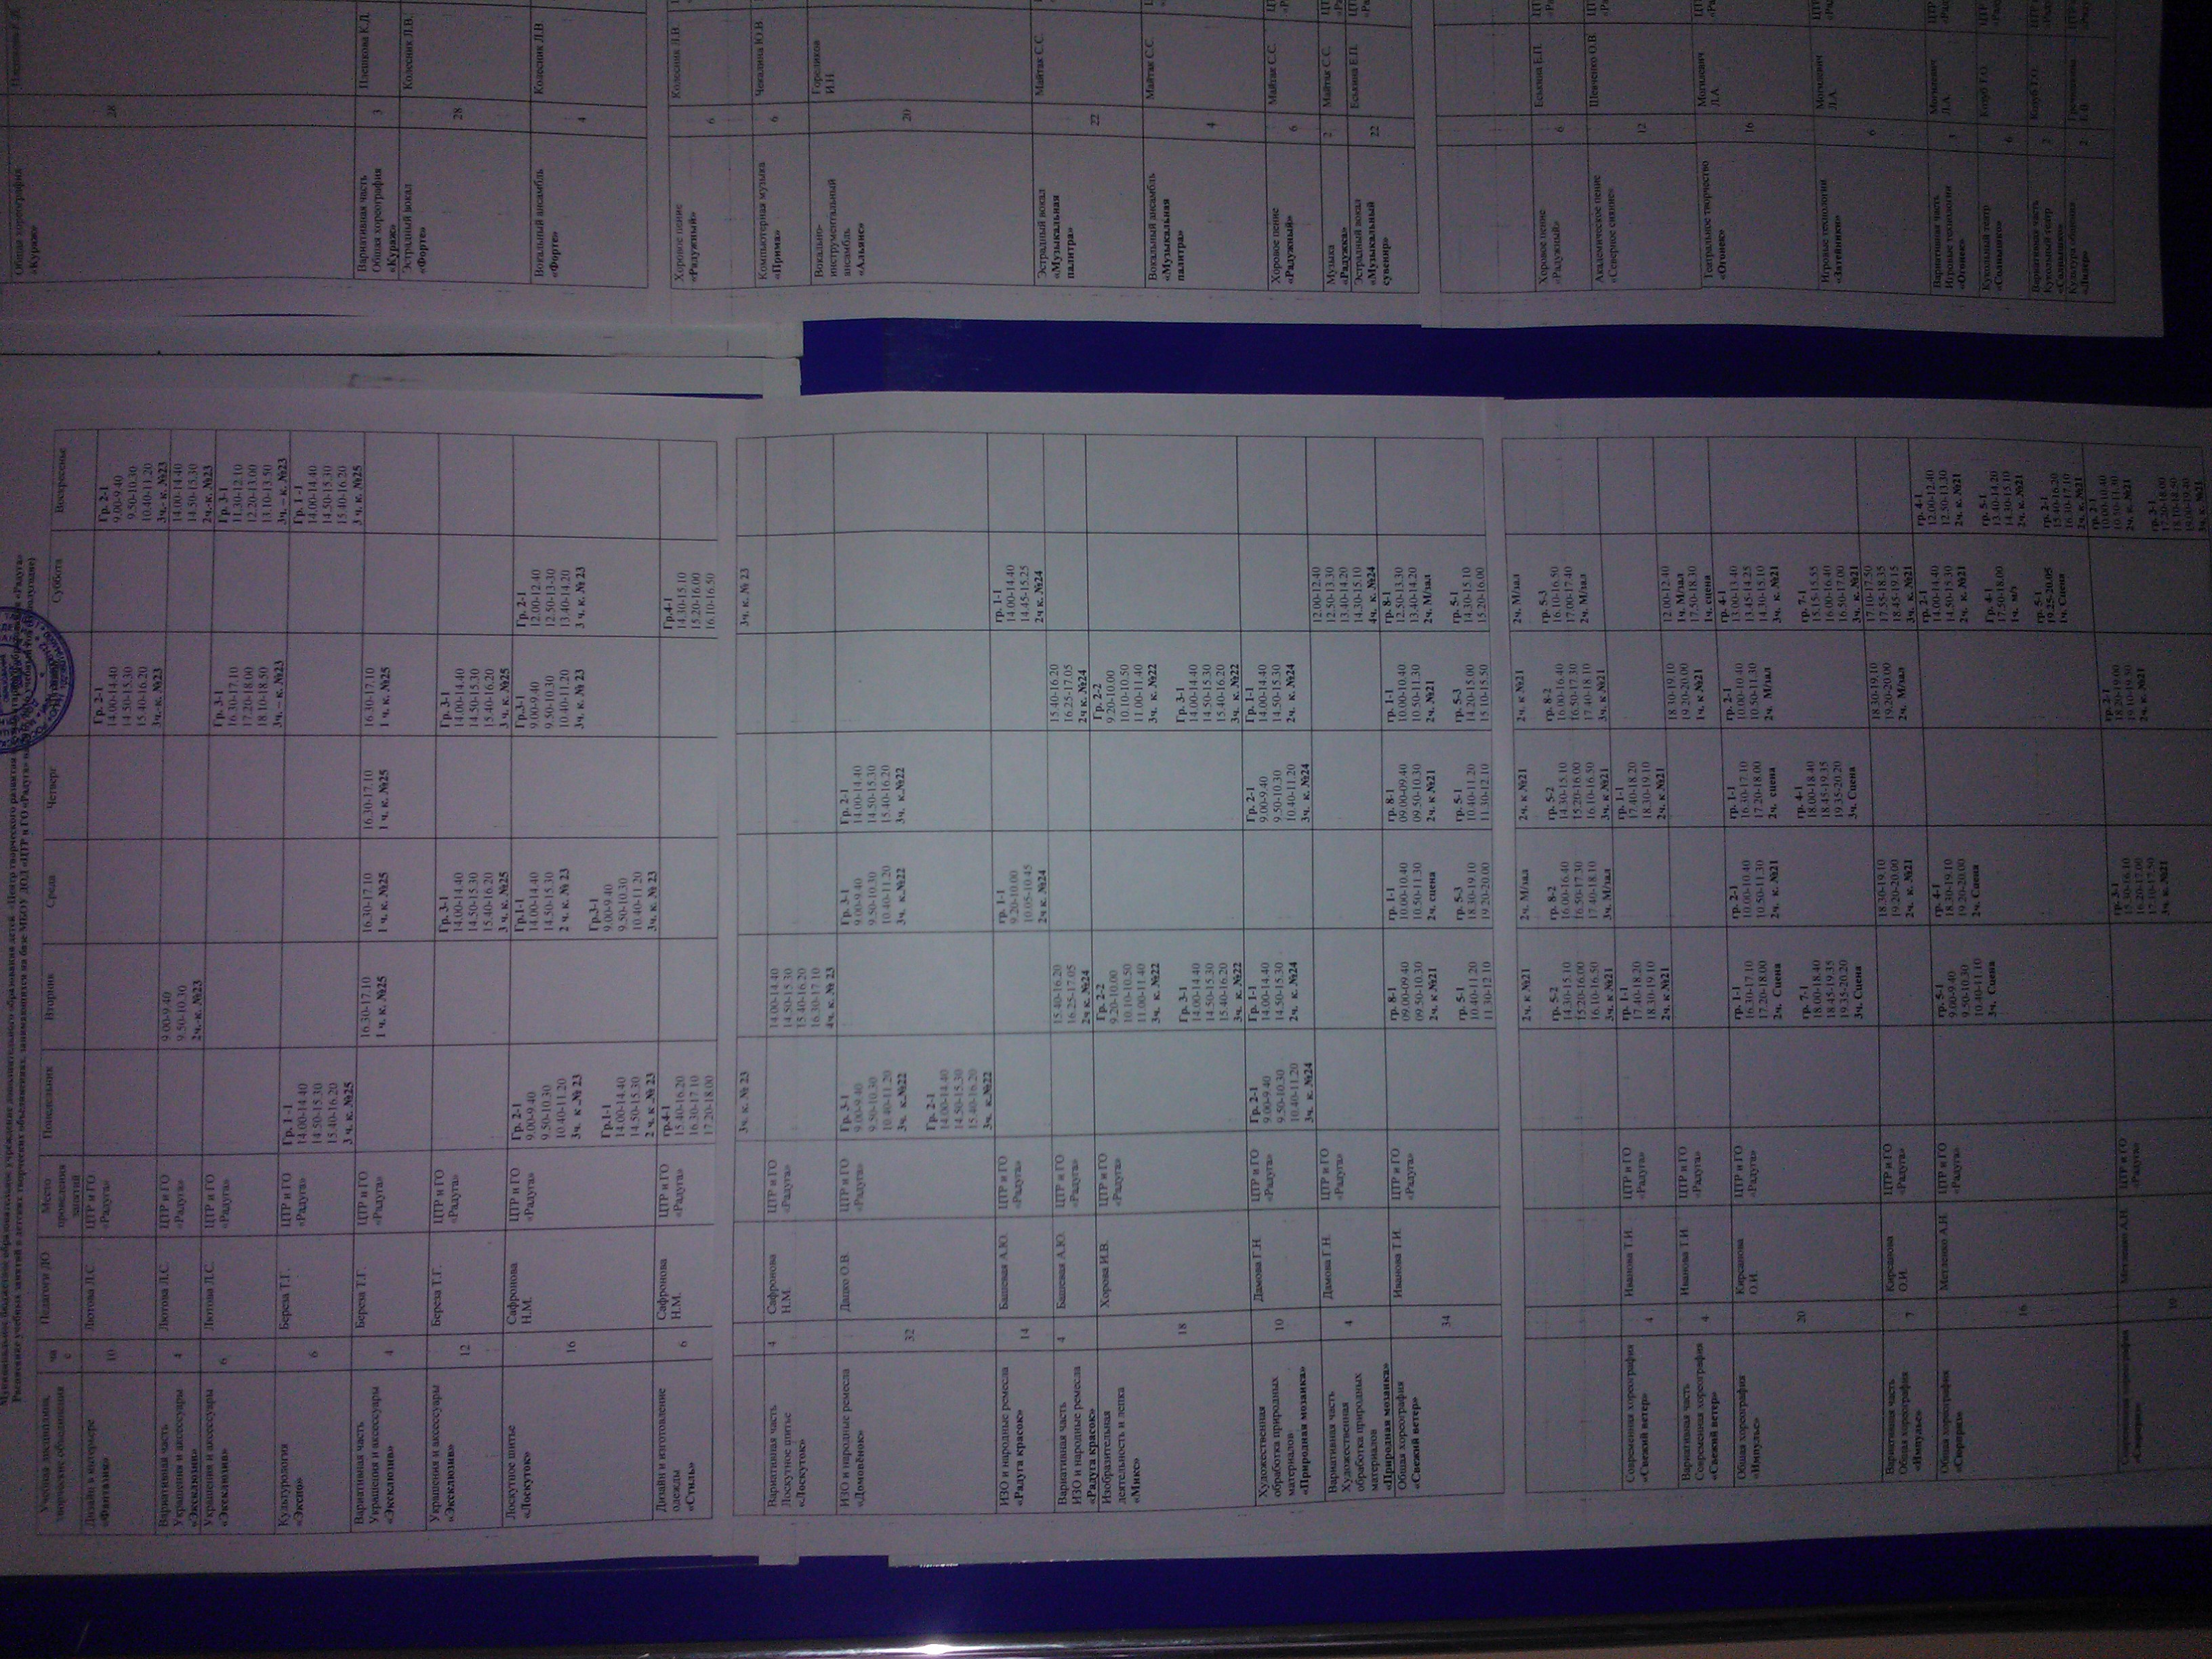 Муниципальное бюджетное образовательное учреждение дополнительного образования детей «Центр творческого развития и образования «Радуга»
Расписание учебных занятий в детских творческих объединениях, занимающихся на базе МБОУ ДОД «ЦТР и ГО «Радуга»
Учебная дисциплина, творческие объединения
час
Педагоги ДО
Место проведения занятий
Понедельник
Вторник
Среда
Четверг
Суббота
Воскресенье
Дизайн в интерьере
«Фантазия»
10
Лютова Л.С.
ЦТР и ГО
«Радуга»
Гр. 2-1
14.00-14.40
14.50-15.30
15.40-16.20
3ч.-к. №23
Гр. 2-1
9.00-9.40
9.50-10.30
10.40-11.20
3ч.- к. №23
Вариативная часть
Украшения и аксессуары
«Эксклюзив»
4
Лютова Л.С.
ЦТР и ГО
«Радуга»
9.00-9.40
9.50-10.30
2ч.-к. №23
14.00-14.40
14.50-15.30
2ч.-к. №23
Украшения и аксессуары
«Эксклюзив»
6
Лютова Л.С.
ЦТР и ГО
«Радуга»
Гр. 3-1
16.30-17.10
17.20-18.00
18.10-18.50
3ч. – к. №23
Гр. 3-1
11.30-12.10
12.20-13.00
13.10-13.50
3ч. – к. №23
Культурология
«Экспо»
6
Береза Т.Г.
ЦТР и ГО
«Радуга»
Гр. 1 -1
14.00-14.40
14.50-15.30
15.40-16.20
3 ч. к. №25
Гр. 1 -1
14.00-14.40
14.50-15.30
15.40-16.20
3 ч. к. №25
Вариативная часть
Украшения и аксессуары
«Эксклюзив»
4
Береза Т.Г.
ЦТР и ГО
«Радуга»
16.30-17.10
1 ч. к. №25
16.30-17.10
1 ч. к. №25
16.30-17.10
1 ч. к. №25
16.30-17.10
1 ч. к. №25
Украшения и аксессуары
«Эксклюзив»
12
Береза Т.Г.
ЦТР и ГО
«Радуга»
Гр. 3-1
14.00-14.40
14.50-15.30
15.40-16.20
3 ч. к. №25
Гр. 3-1
14.00-14.40
14.50-15.30
15.40-16.20
3 ч. к. №25
Лоскутное шитье
«Лоскуток»
16
Сафронова
Н.М.
ЦТР и ГО
«Радуга»
Гр. 2-1
9.00-9.40
9.50-10.30
10.40-11.20
3ч. к .№ 23
Гр.1-1
14.00-14.40
14.50-15.30
2 ч. к .№ 23
Гр.1-1
14.00-14.40
14.50-15.30
2 ч. к. № 23
Гр.3-1
9.00-9.40
9.50-10.30
10.40-11.20
3ч. к. № 23
Гр.3-1
9.00-9.40
9.50-10.30
10.40-11.20
3ч. к. № 23
Гр. 2-1
12.00-12.40
12.50-13-30
13.40-14.20
3 ч. к. № 23
Дизайн и изготовление
одежды
«Стиль»
6
Сафронова
Н.М.
ЦТР и ГО
«Радуга»
гр.4-1
15.40-16.20
16.30-17.10
17.20-18.00
Гр.4-1
14.30-15.10
15.20-16.00
16.10-16.50
3ч. к. № 23
3ч. к. № 23
Вариативная часть
Лоскутное шитье
«Лоскуток»
4
Сафронова
Н.М.
ЦТР и ГО
«Радуга»
14.00-14.40
14.50-15.30
15.40-16.20
16.30-17.10
4ч. к. № 23
ИЗО и народные ремесла
«Домовёнок»
32
Дацко О.В.
ЦТР и ГО
«Радуга»
Гр. 3-1
9.00-9.40
9.50-10.30
10.40-11.20
3ч. к.№22
Гр. 2-1
14.00-14.40
14.50-15.30
15.40-16.20
3ч. к.№22
Гр. 3-1
9.00-9.40
9.50-10.30
10.40-11.20
3ч. к.№22
Гр. 2-1
14.00-14.40
14.50-15.30
15.40-16.20
3ч. к.№22
ИЗО и народные ремесла
«Радуга красок»
14
Башевая А.Ю.
ЦТР и ГО
«Радуга»
гр. 1-1
9.20-10.00
10.05-10.45
2ч к. №24
гр. 1-1
14.00-14.40
14.45-15.25
2ч к. №24
Вариативная часть
ИЗО и народные ремесла
«Радуга красок»
4
Башевая А.Ю.
ЦТР и ГО
«Радуга»
15.40-16.20
16.25-17.05
2ч к. №24
15.40-16.20
16.25-17.05
2ч к. №24
Изобразительная
деятельность и лепка
«Микс»
18
Хорова И.В.
ЦТР и ГО
«Радуга»
Гр. 2-2
9.20-10.00
10.10-10.50
11.00-11.40
3ч. к. №22
Гр. 3-1
14.00-14.40
14.50-15.30
15.40-16.20
3ч. к. №22
Гр. 2-2
9.20-10.00
10.10-10.50
11.00-11.40
3ч. к. №22
Гр. 3-1
14.00-14.40
14.50-15.30
15.40-16.20
3ч. к. №22
Художественная
обработка природных
материалов
«Природная мозаика»
10
Дамова Г.Н.
ЦТР и ГО
«Радуга»
Гр. 2-1
9.00-9.40
9.50-10.30
10.40-11.20
3ч. к. №24
Гр. 1-1
14.00-14.40
14.50-15.30
2ч. к. №24
Гр. 2-1
9.00-9.40
9.50-10.30
10.40-11.20
3ч. к. №24
Гр. 1-1
14.00-14.40
14.50-15.30
2ч. к. №24
Вариативная часть
Художественная
обработка природных
материалов
«Природная мозаика»
4
Дамова Г.Н.
ЦТР и ГО
«Радуга»
12.00-12.40
12.50-13.30
13.40-14.20
14.30-15.10
4ч. к. №24
Общая хореография
«Свежий ветер»
34
Иванова Т.И.
ЦТР и ГО
«Радуга»
гр. 8-1
09.00-09.40
09.50-10.30
2ч. к №21
гр. 5-1
10.40-11.20
11.30-12.10
гр. 1-1
10.00-10.40
10.50-11.30
2ч. сцена
гр. 5-3
18.30-19.10
19.20-20.00
гр. 8-1
09.00-09.40
09.50-10.30
2ч. к №21
гр. 5-1
10.40-11.20
11.30-12.10
гр. 1-1
10.00-10.40
10.50-11.30
2ч. №21
гр. 5-3
14.20-15.00
15.10-15.50
гр. 8-1
12.50-13.30
13.40-14.20
2ч. М/зал
гр. 5-1
14.30-15.10
15.20-16.00
2ч. к №21
гр. 5-2
14.30-15.10
15.20-16.00
16.10-16.50
3ч. к №21
2ч. М/зал
гр. 8-2
16.00-16.40
16.50-17.30
17.40-18.10
3ч. М/зал
2ч. к №21
гр. 5-2
14.30-15.10
15.20-16.00
16.10-16.50
3ч. к №21
2ч. к №21
гр. 8-2
16.00-16.40
16.50-17.30
17.40-18.10
3ч. к №21
2ч. М/зал
гр. 5-3
16.10-16.50
17.00-17.40
2ч. М/зал
Современная хореография
«Свежий ветер»
4
Иванова Т.И.
ЦТР и ГО
«Радуга»
гр. 1-1
17.40-18.20
18.30-19.10
2ч. к №21
гр. 1-1
17.40-18.20
18.30-19.10
2ч. к №21
Вариативная часть
Современная хореография
«Свежий ветер»
4
Иванова Т.И.
ЦТР и ГО
«Радуга»
18.30-19.10
19.20-20.00
1ч. к №21
12.00-12.40
1ч. М/зал
17.50-18.30
1ч. сцена
Общая хореография
«Импульс»
20
Кирсанова
О.И.
ЦТР и ГО
«Радуга»
гр. 1-1
16.30-17.10
17.20-18.00
2ч. Сцена
гр. 7-1
18.00-18.40
18.45-19.35
19.35-20.20
3ч. Сцена
гр. 2-1
10.00-10.40
10.50-11.30
2ч. к. №21
гр. 1-1
16.30-17.10
17.20-18.00
2ч. сцена
гр. 4-1
18.00-18.40
18.45-19.35
19.35-20.20
3ч. Сцена
гр. 2-1
10.00-10.40
10.50-11.30
2ч. М/зал
гр. 4-1
13.00-13.40
13.45-14.25
14.30-15.10
3ч. к. №21
гр. 7-1
15.15-15.55
16.00-16.40
16.50-17.00
3ч. к. №21
Вариативная часть
Общая хореография
«Импульс»
7
Кирсанова
О.И.
ЦТР и ГО
«Радуга»
18.30-19.10
19.20-20.00
2ч. к. №21
18.30-19.10
19.20-20.00
2ч. М/зал
17.10-17.50
17.55-18.35
18.45-19.15
3ч. к. №21
Общая хореография
«Сюрприз»
16
Метленко А.Н.
ЦТР и ГО
«Радуга»
гр. 5-1
9.00-9.40
9.50-10.30
10.40-11.10
3ч. Сцена
гр. 4-1
18.30-19.10
19.20-20.00
2ч. Сцена
гр. 2-1
14.00-14.40
14.50-15.30
2ч. к. №21
Гр. 4-1
17.50-18.00
1ч. м/з
гр. 5-1
19.25-20.05
1ч. Сцена
гр. 4-1
12.00-12.40
12.50-13.30
2ч. к. №21
гр. 5-1
13.40-14.20
14.30-15.10
2ч. к. №21
гр. 2-1
15.40-16.20
16.30-17.10
2ч. к. №21
Современная хореография
«Сюрприз»
10
Метленко А.Н.
ЦТР и ГО
«Радуга»
гр. 3-1
15.30-16.10
16.20-17.00
17.10-17.50
3ч. к. №21
гр. 2-1
18.20-19.00
19.10-19.50
2ч. к. №21
гр. 2-1
10.00-10.40
10.50-11.30
2ч. к. №21
гр. 3-1
17.20-18.00
18.10-18.50
19.00-19.40
3ч. к. №21
Общая хореография
«Кураж»
28
Вариативная часть
Общая хореография
«Кураж»
3
Плешкова К.Д.
Эстрадный вокал
«Форте»
28
Колесник Л.В.
Вокальный ансамбль
«Форте»
4
Колесник Л.В.
Хоровое пение
«Радужный»
6
Колесник Л.В.
Компьютерная музыка
«Прима»
6
Чекалина Ю.В.
Вокально-
инструментальный
ансамбль
«Альянс»
20
Гореликов
И.Н.
Эстрадный вокал
«Музыкальная
палитра»
22
Майтак С.С.
Вокальный ансамбль
«Музыкальная
палитра»
4
Майтак С.С.
Хоровое пение
«Радужный»
6
Майтак С.С.
Музыка
«Радужка»
2
Майтак С.С.
Эстрадный вокал
«Музыкальный
сувенир»
22
Еськина Е.П.
Хоровое пение
«Радужный»
6
Еськина Е.П.
Академическое пение
«Северное сияние»
12
Шевченко О.В.
Театральное творчество
«Огонек»
16
Могилевич
Л.А.
Игровые технологии
«Затейники»
6
Могилевич
Л.А.
Вариативная часть
Игровые технологии
«Огонек»
3
Могилевич
Л.А.
Кукольный театр
«Солнышко»
6
Козуб Т.О.
Вариативная часть
Кукольный театр
«Солнышко»
2
Козуб Т.О.
Культура общения
«Лидер»
2